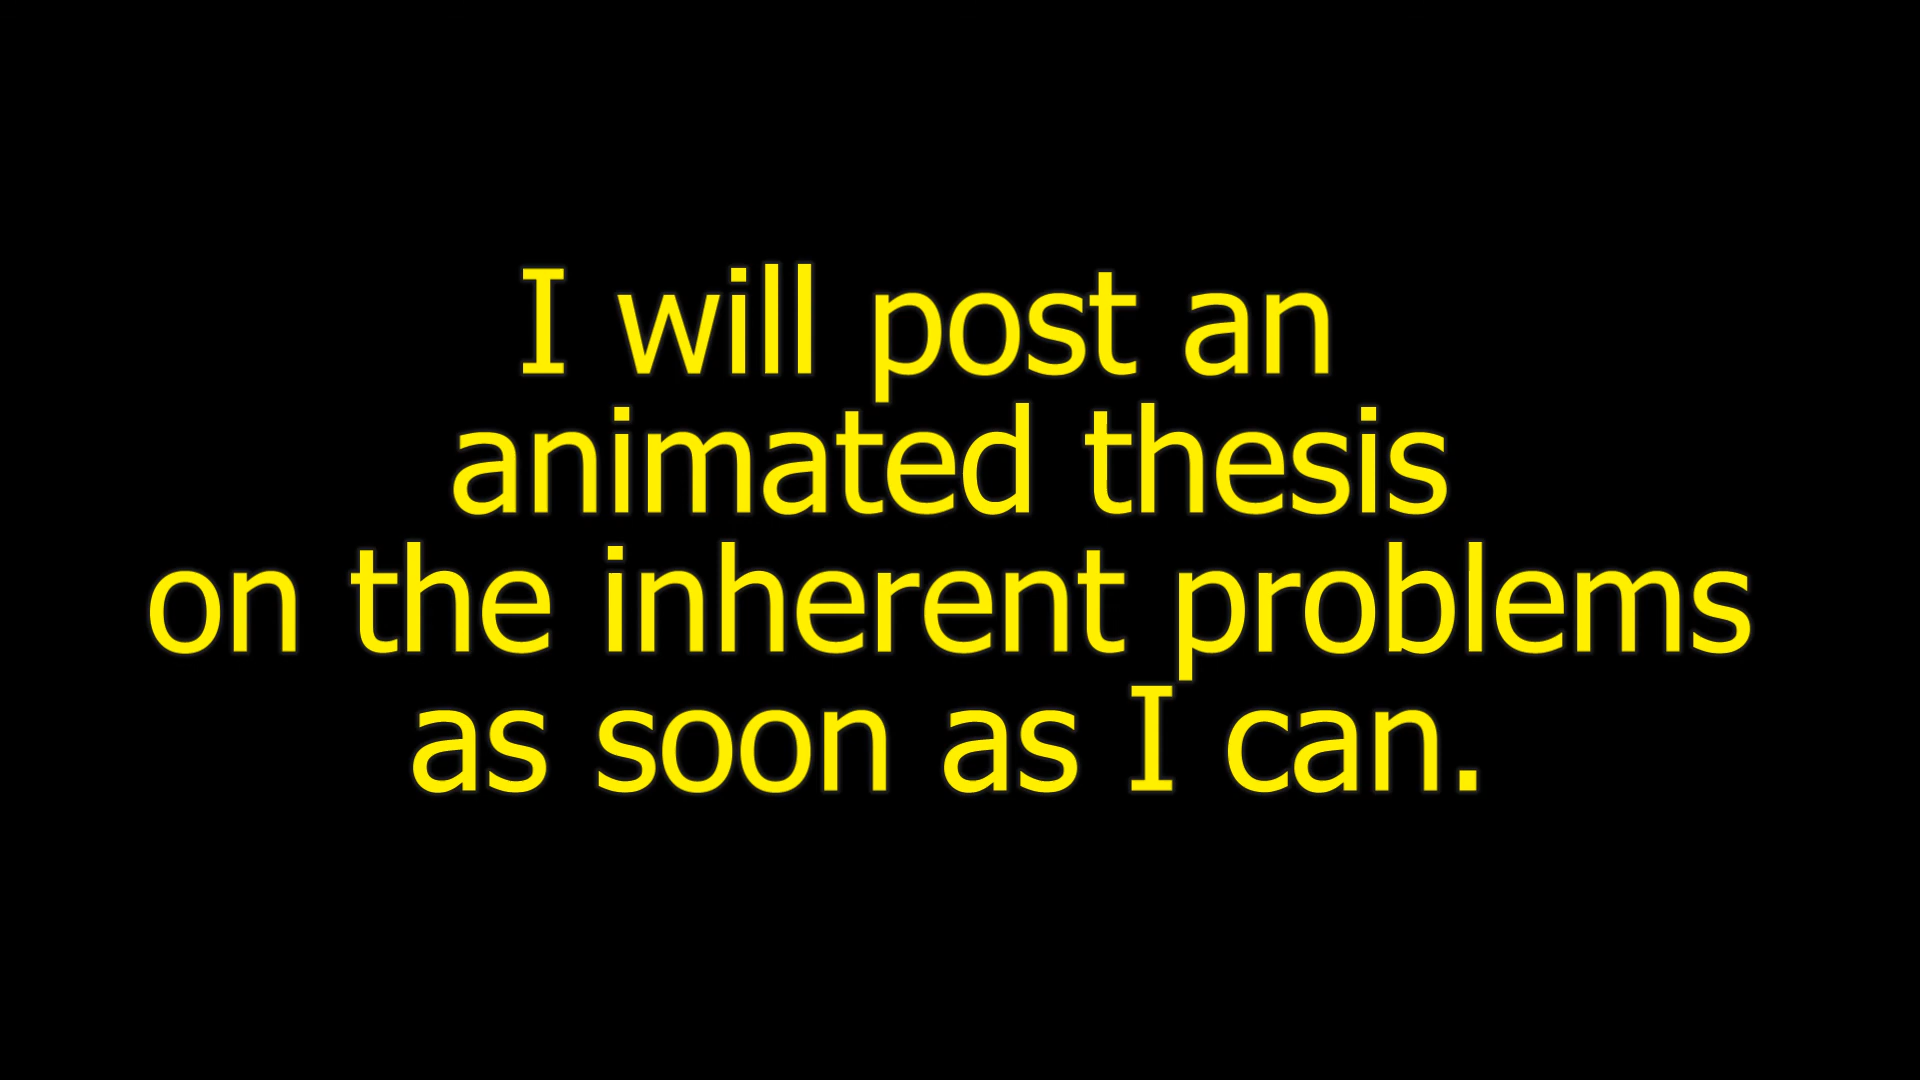 I will post an
animated thesis
on the inherent problems
as soon as I can.